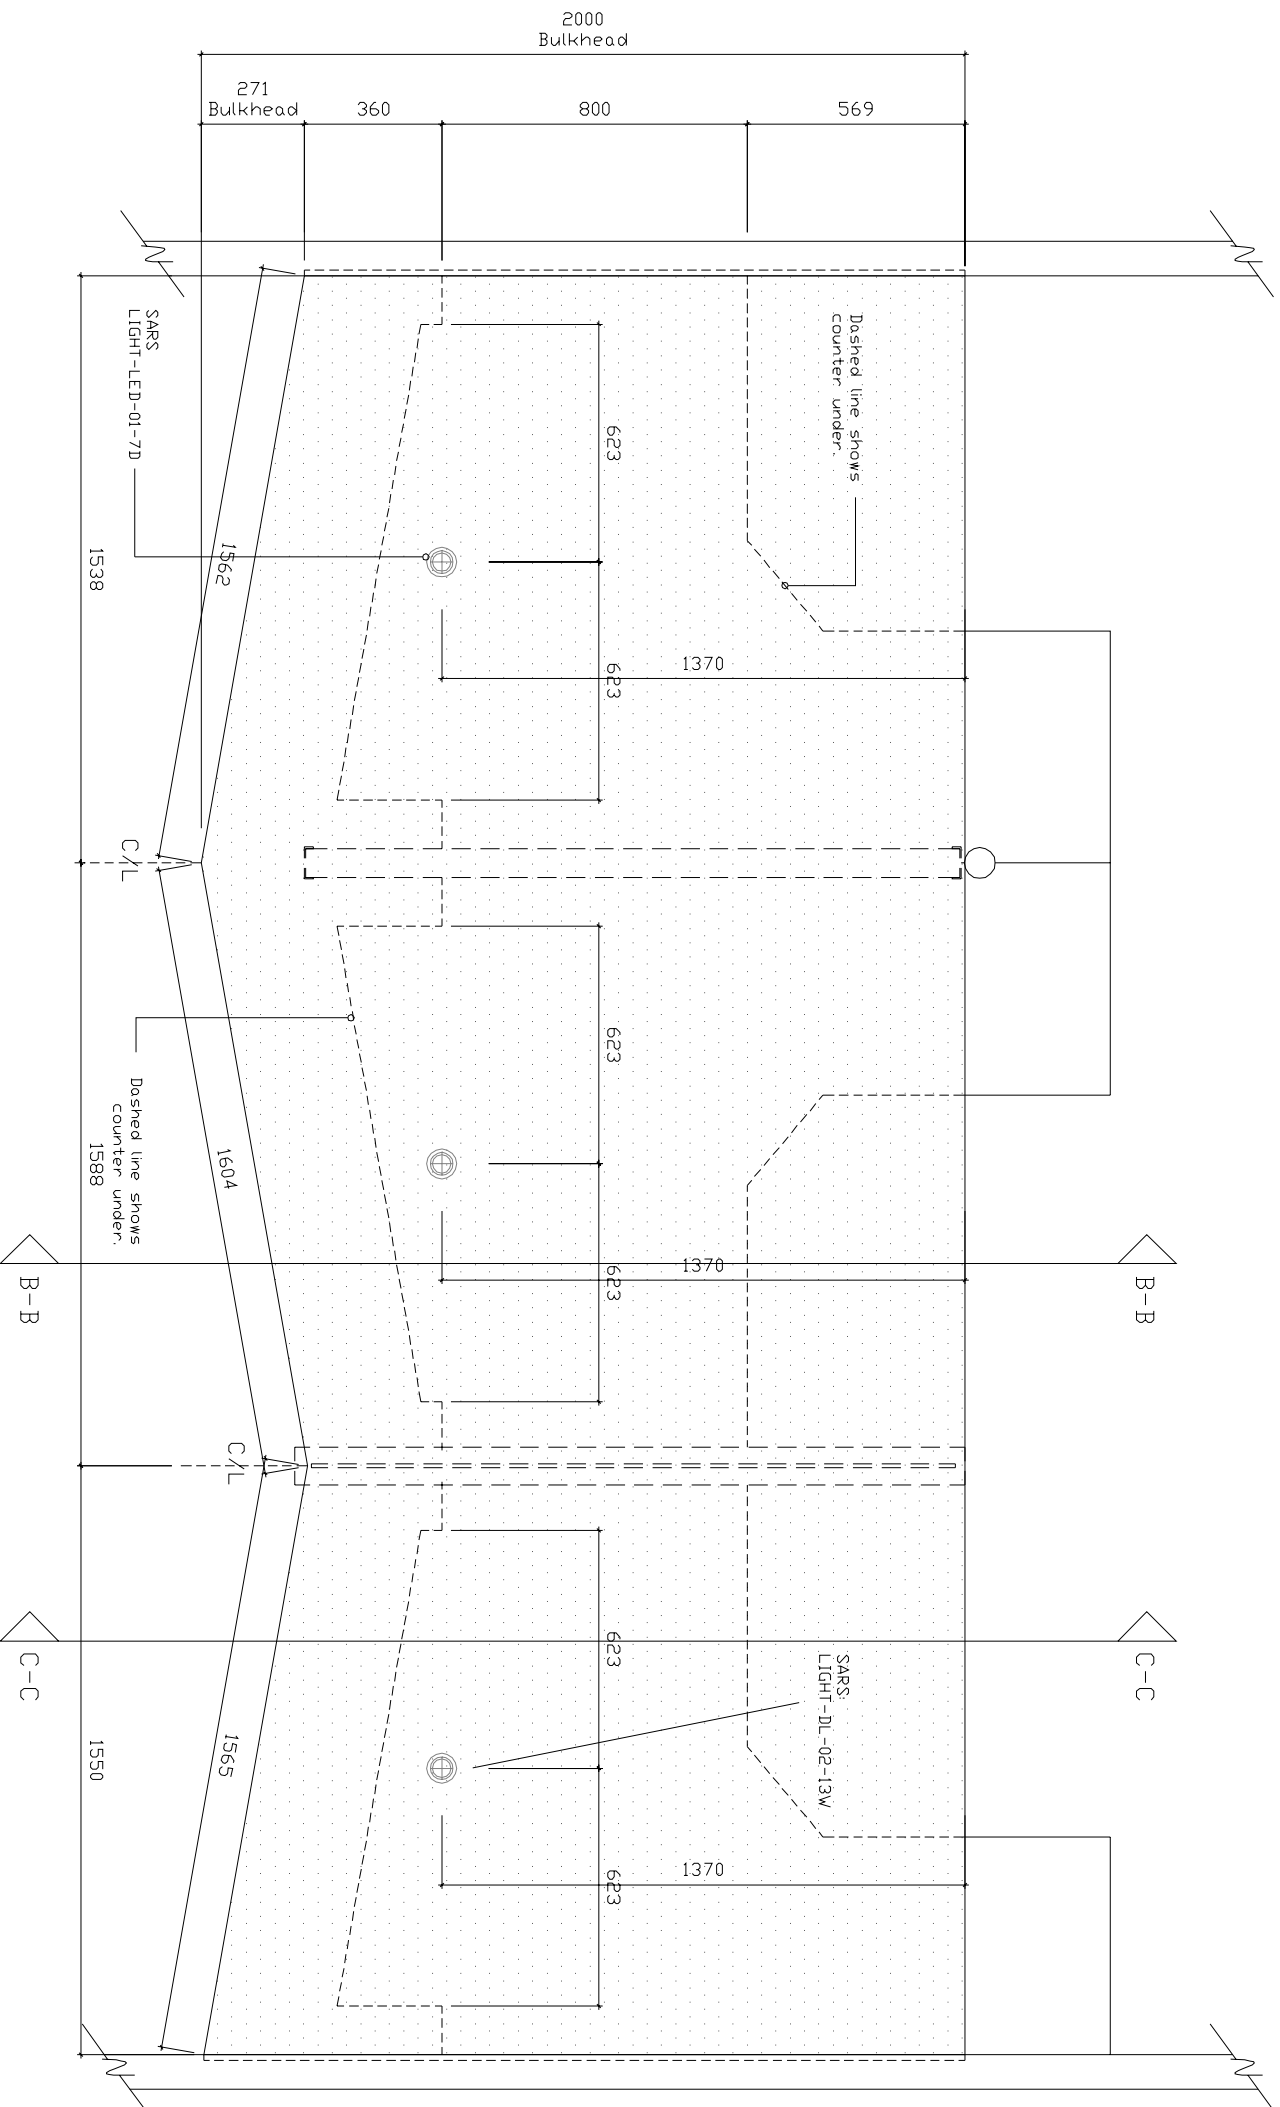 2000
Bulkhead
271
Bulkhead
360
800
569
SARS
LIGHT-LED-01-7D
Dashed line shows
counter under.
623
623
1370
1562
1538
C/L
623
623
1370
1604
1588
Dashed line shows
counter under.
B-B
B-B
C/L
C-C
C-C
SARS:
LIGHT-DL-02-13W
623
623
1370
1565
1550